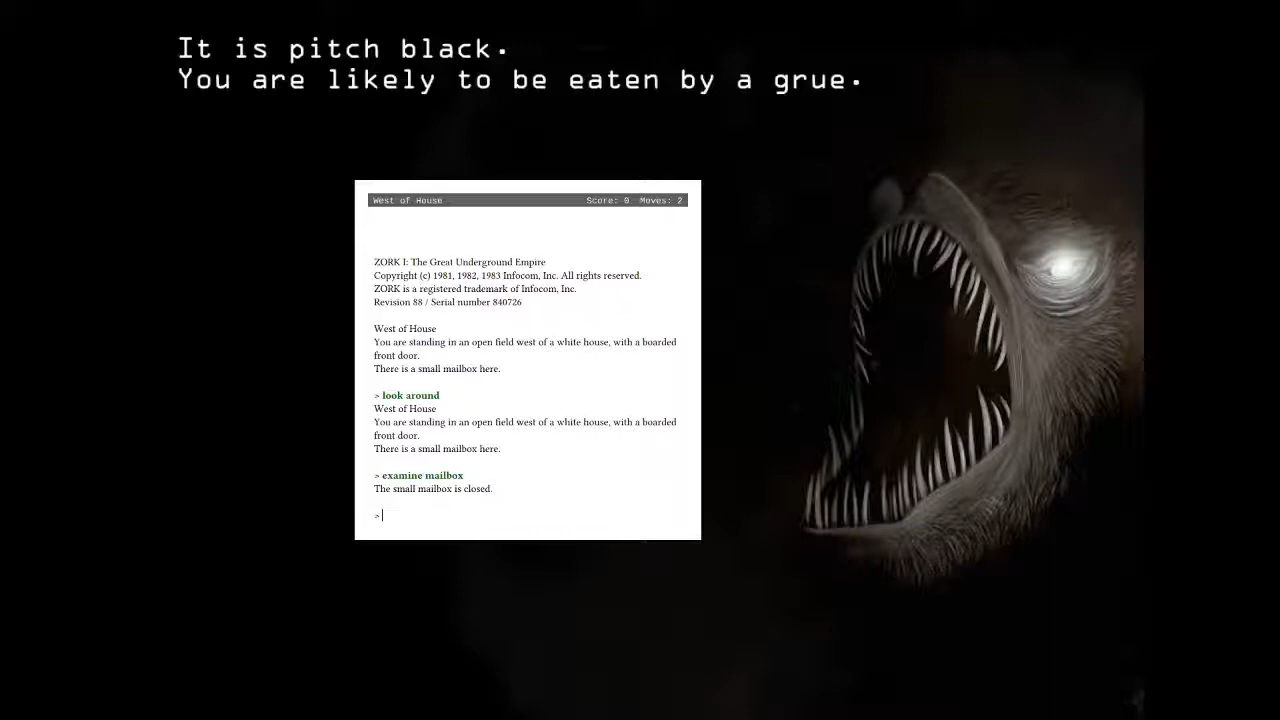 It is pitch black.
You are likely to be eaten by a grue.
West of House Score: 0 Moves: 2
ZORK I: The Great Underground Empire
Copyright (c) 1981, 1982, 1983 Infocom, Inc. All rights reserved.
ZORK is a registered trademark of Infocom, Inc.
Revision 88 / Serial number 840726
West of House
You are standing in an open field west of a white house, with a boarded
front door.
There is a small mailbox here.
> look around
West of House
You are standing in an open field west of a white house, with a boarded
front door.
There is a small mailbox here.
> examine mailbox
The small mailbox is closed.
>